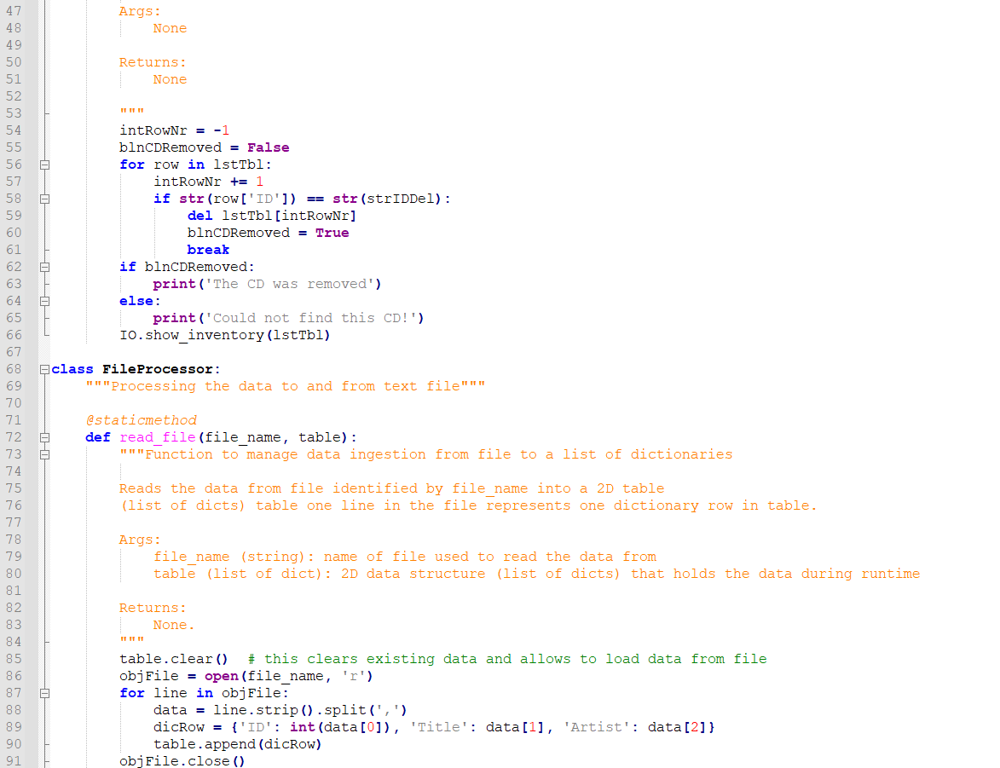 47 Args:
48 None
49
50 Returns:
51 None
52
53 """
54 intRowNr = -1
55 blnCDRemoved = False
56 for row in lstTbl:
57 intRowNr += 1
58 if str(row['ID']) == str(strIDDel):
59 del lstTbl[intRowNr]
60 blnCDRemoved = True
61 break
62 if blnCDRemoved:
63 print('The CD was removed')
64 else:
65 print('Could not find this CD!')
66 IO.show_inventory(lstTbl)
67
68 class FileProcessor:
69 """Processing the data to and from text file"""
70
71 @staticmethod
72 def read_file(file_name, table):
73 """Function to manage data ingestion from file to a list of dictionaries
74
75 Reads the data from file identified by file_name into a 2D table
76 (list of dicts) table one line in the file represents one dictionary row in table.
77
78 Args:
79 file_name (string): name of file used to read the data from
80 table (list of dict): 2D data structure (list of dicts) that holds the data during runtime
81
82 Returns:
83 None.
84 """
85 table.clear()  # this clears existing data and allows to load data from file
86 objFile = open(file_name, 'r')
87 for line in objFile:
88 data = line.strip().split(',')
89 dicRow = {'ID': int(data[0]), 'Title': data[1], 'Artist': data[2]}
90 table.append(dicRow)
91 objFile.close()